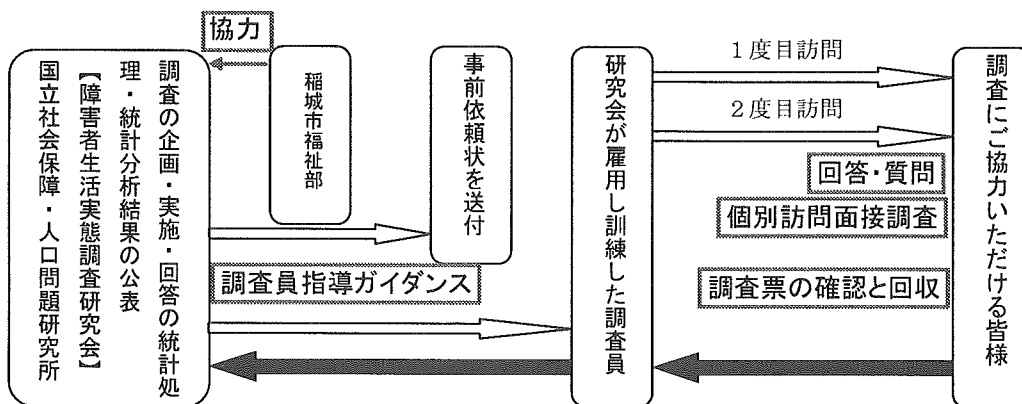 協力
国立社会保障・人口問題研究所
【障害者生活実態調査研究会】
調査の企画・実施・回答の統計処
理・統計分析結果の公表
稲城市福祉部
事前依頼状を送付
調査員指導ガイダンス
研究会が雇用し訓練した調査員
1度目訪問
2度目訪問
回答・質問
個別訪問面接調査
調査票の確認と回収
調査にご協力いただける皆様